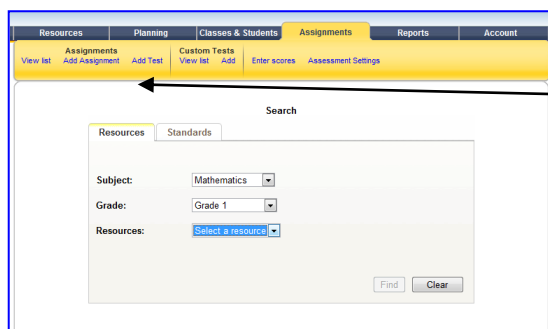 Resources Planning Classes & Students Assignments Reports Account
Assignments Custom Tests
View list Add Assignment Add Test View list Add Enter scores Assessment Settings
Search
Resources Standards
Subject: Mathematics
Grade: Grade 1
Resources: Select a resource
Find Clear